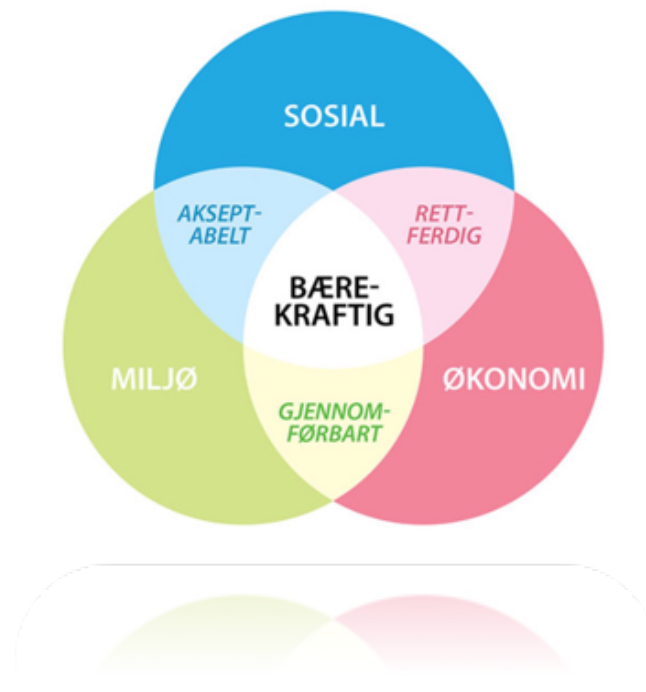 SOSIAL
AKSEPT-
ABELT
RETT-
FERDIG
BÆRE-
KRAFTIG
MILJØ
ØKONOMI
GJENNOM-
FØRBART